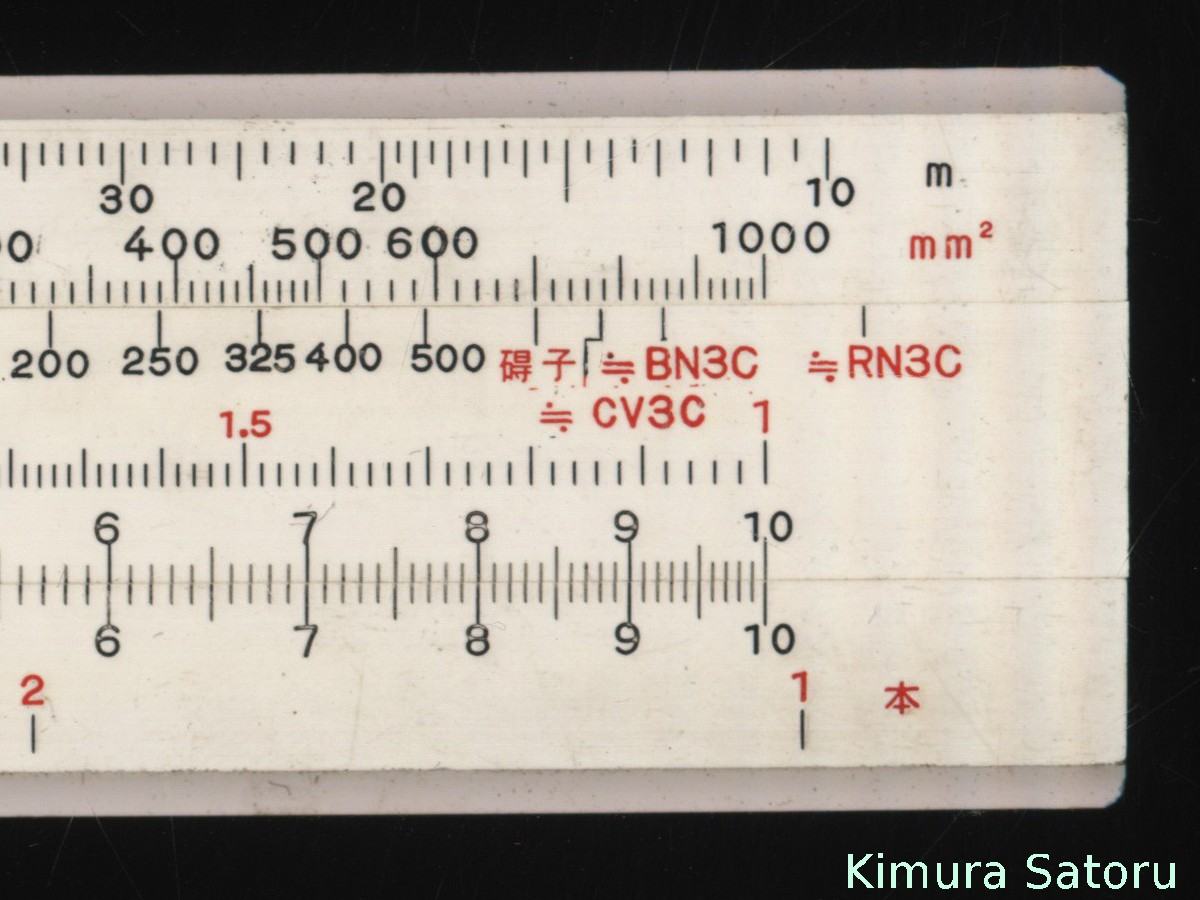 30 20 10 m
400 500 600 1000 mm²
200 250 325 400 500 碍子 ≒BN3C ≒RN3C
1.5 ≒ CV3C 1
6 7 8 9 10
6 7 8 9 10
2 1 本
Kimura Satoru